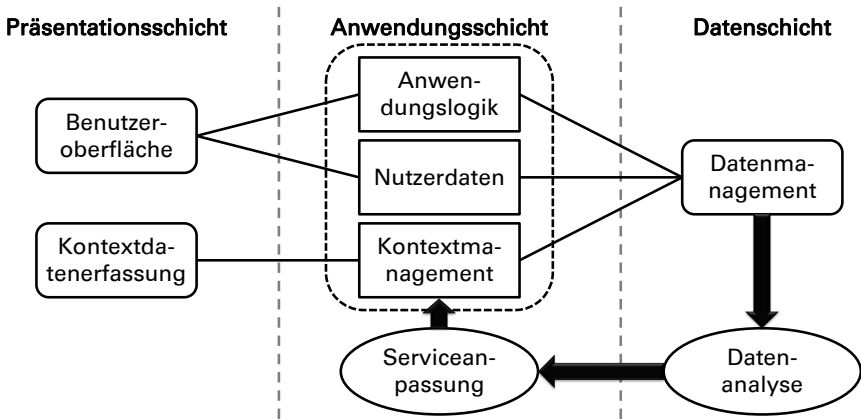 Präsentationsschicht
Anwendungsschicht
Datenschicht
Benutzer-
oberfläche
Kontextda-
tenerfassung
Anwen-
dungslogik
Nutzerdaten
Kontextma-
nagement
Servicean-
passung
Datenma-
nagement
Daten-
analyse